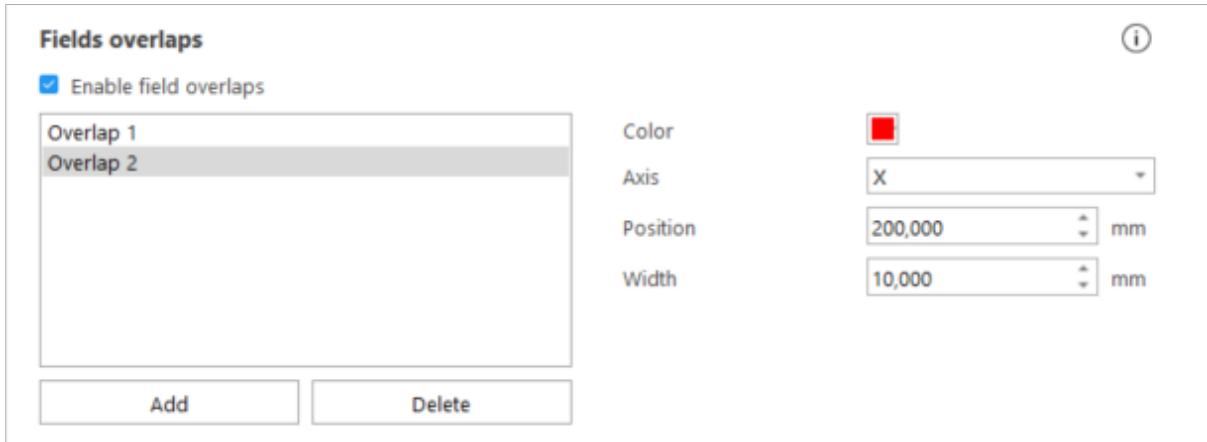 Fields overlaps
Enable field overlaps
Overlap 1
Overlap 2
Color
Axis
X
Position
200,000
mm
Width
10,000
mm
Add
Delete